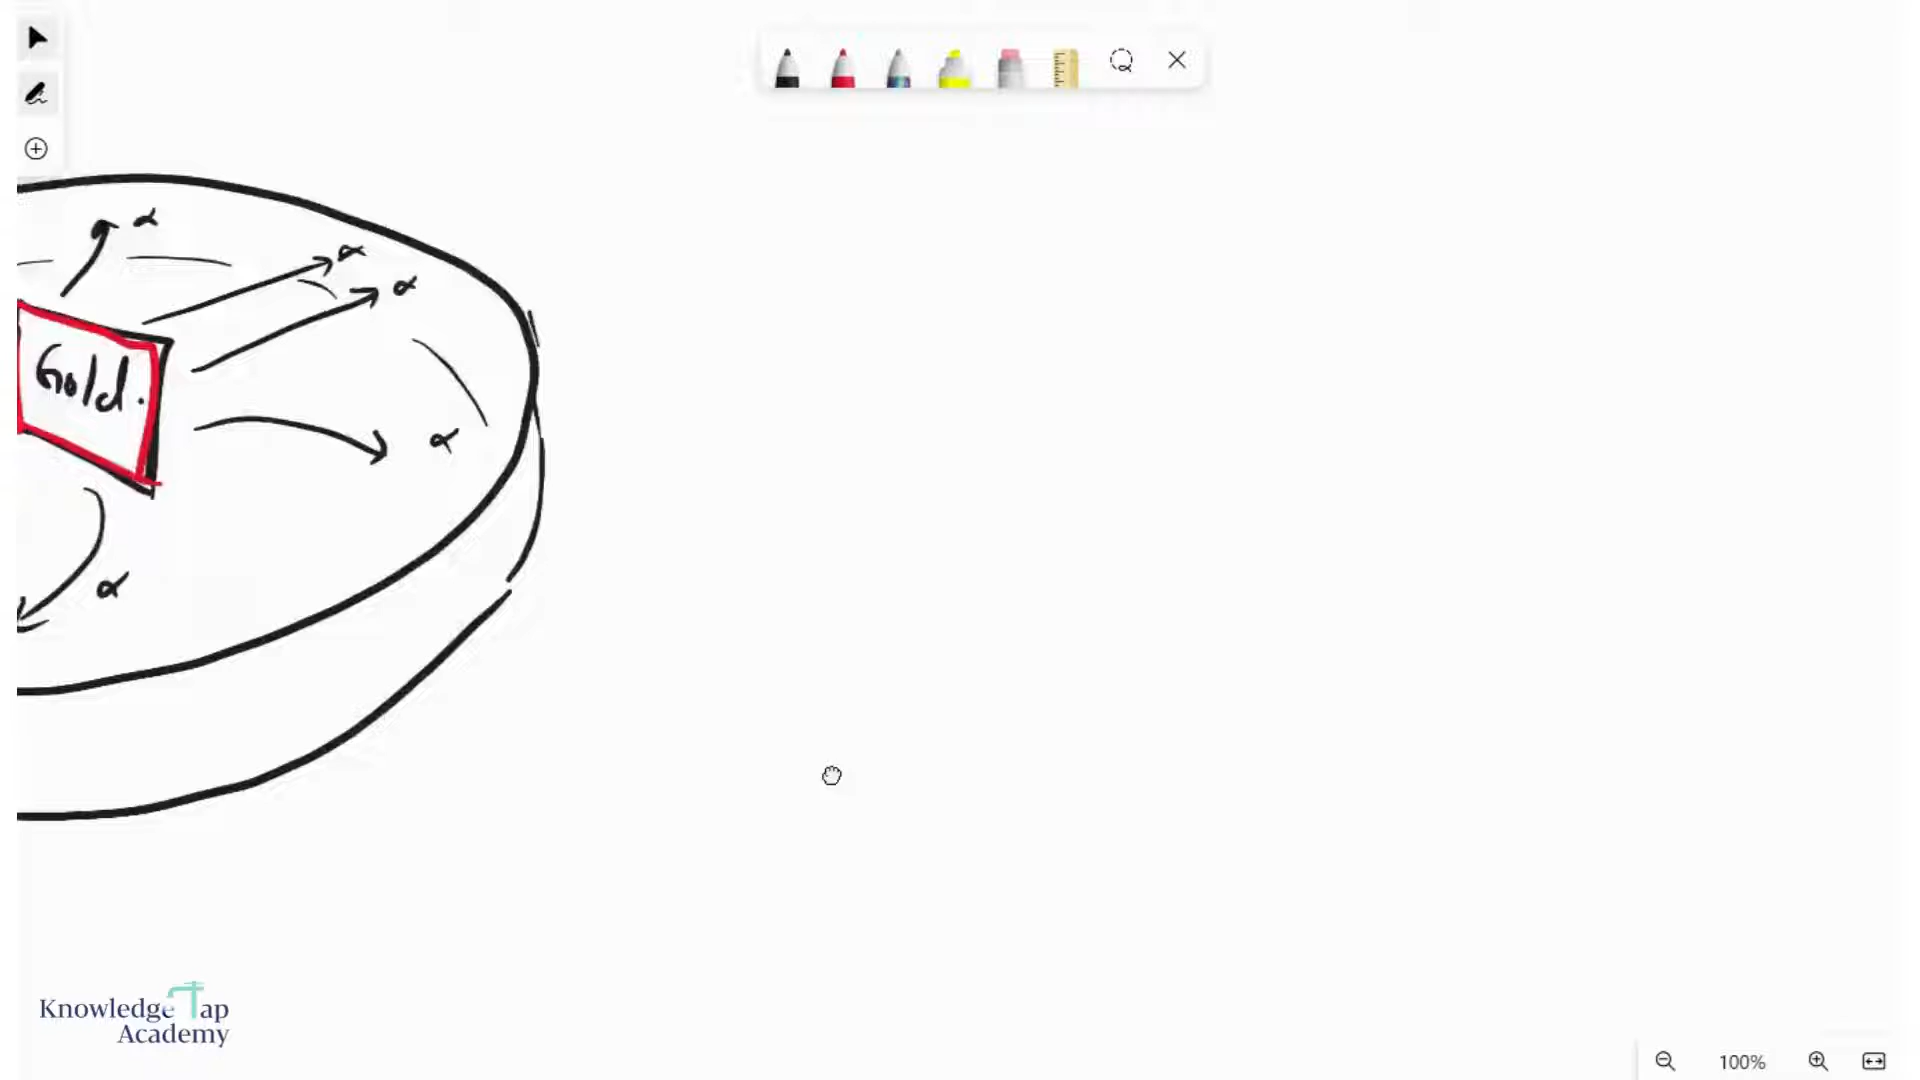 α
α
α
Gold.
α
α
Knowledge Tap
Academy
100%